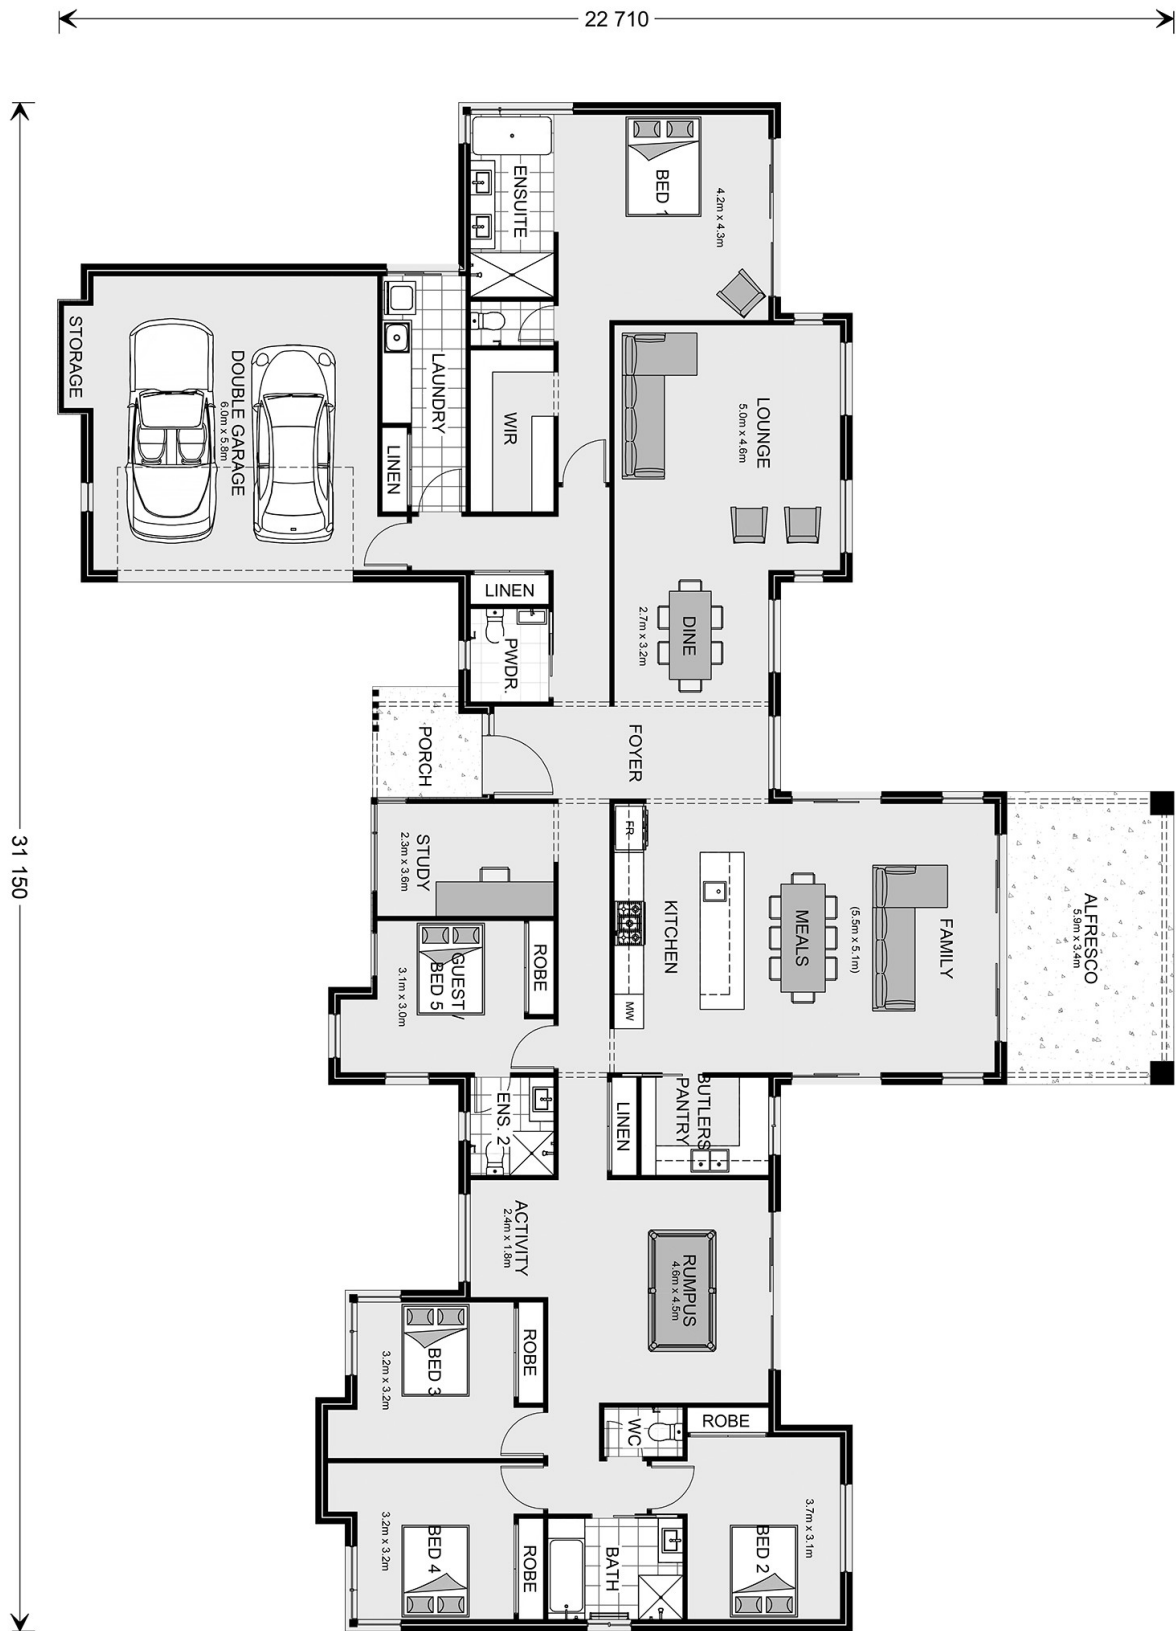 22 710
31 150
ENSUITE
BED 1
4.2m x 4.3m
STORAGE
DOUBLE GARAGE
6.0m x 5.8m
LAUNDRY
LINEN
WIR
LOUNGE
5.0m x 4.6m
LINEN
PWDR.
DINE
2.7m x 3.2m
PORCH
FOYER
STUDY
2.3m x 3.6m
FR
KITCHEN
MW
MEALS
(5.5m x 5.1m)
FAMILY
ALFRESCO
5.9m x 3.4m
GUEST /
BED 5
3.1m x 3.0m
ROBE
ENS. 2
LINEN
BUTLERS
PANTRY
ACTIVITY
2.4m x 1.8m
RUMPUS
4.6m x 4.5m
BED 3
3.2m x 3.2m
ROBE
WC
ROBE
BED 4
3.2m x 3.2m
ROBE
BATH
BED 2
3.7m x 3.1m